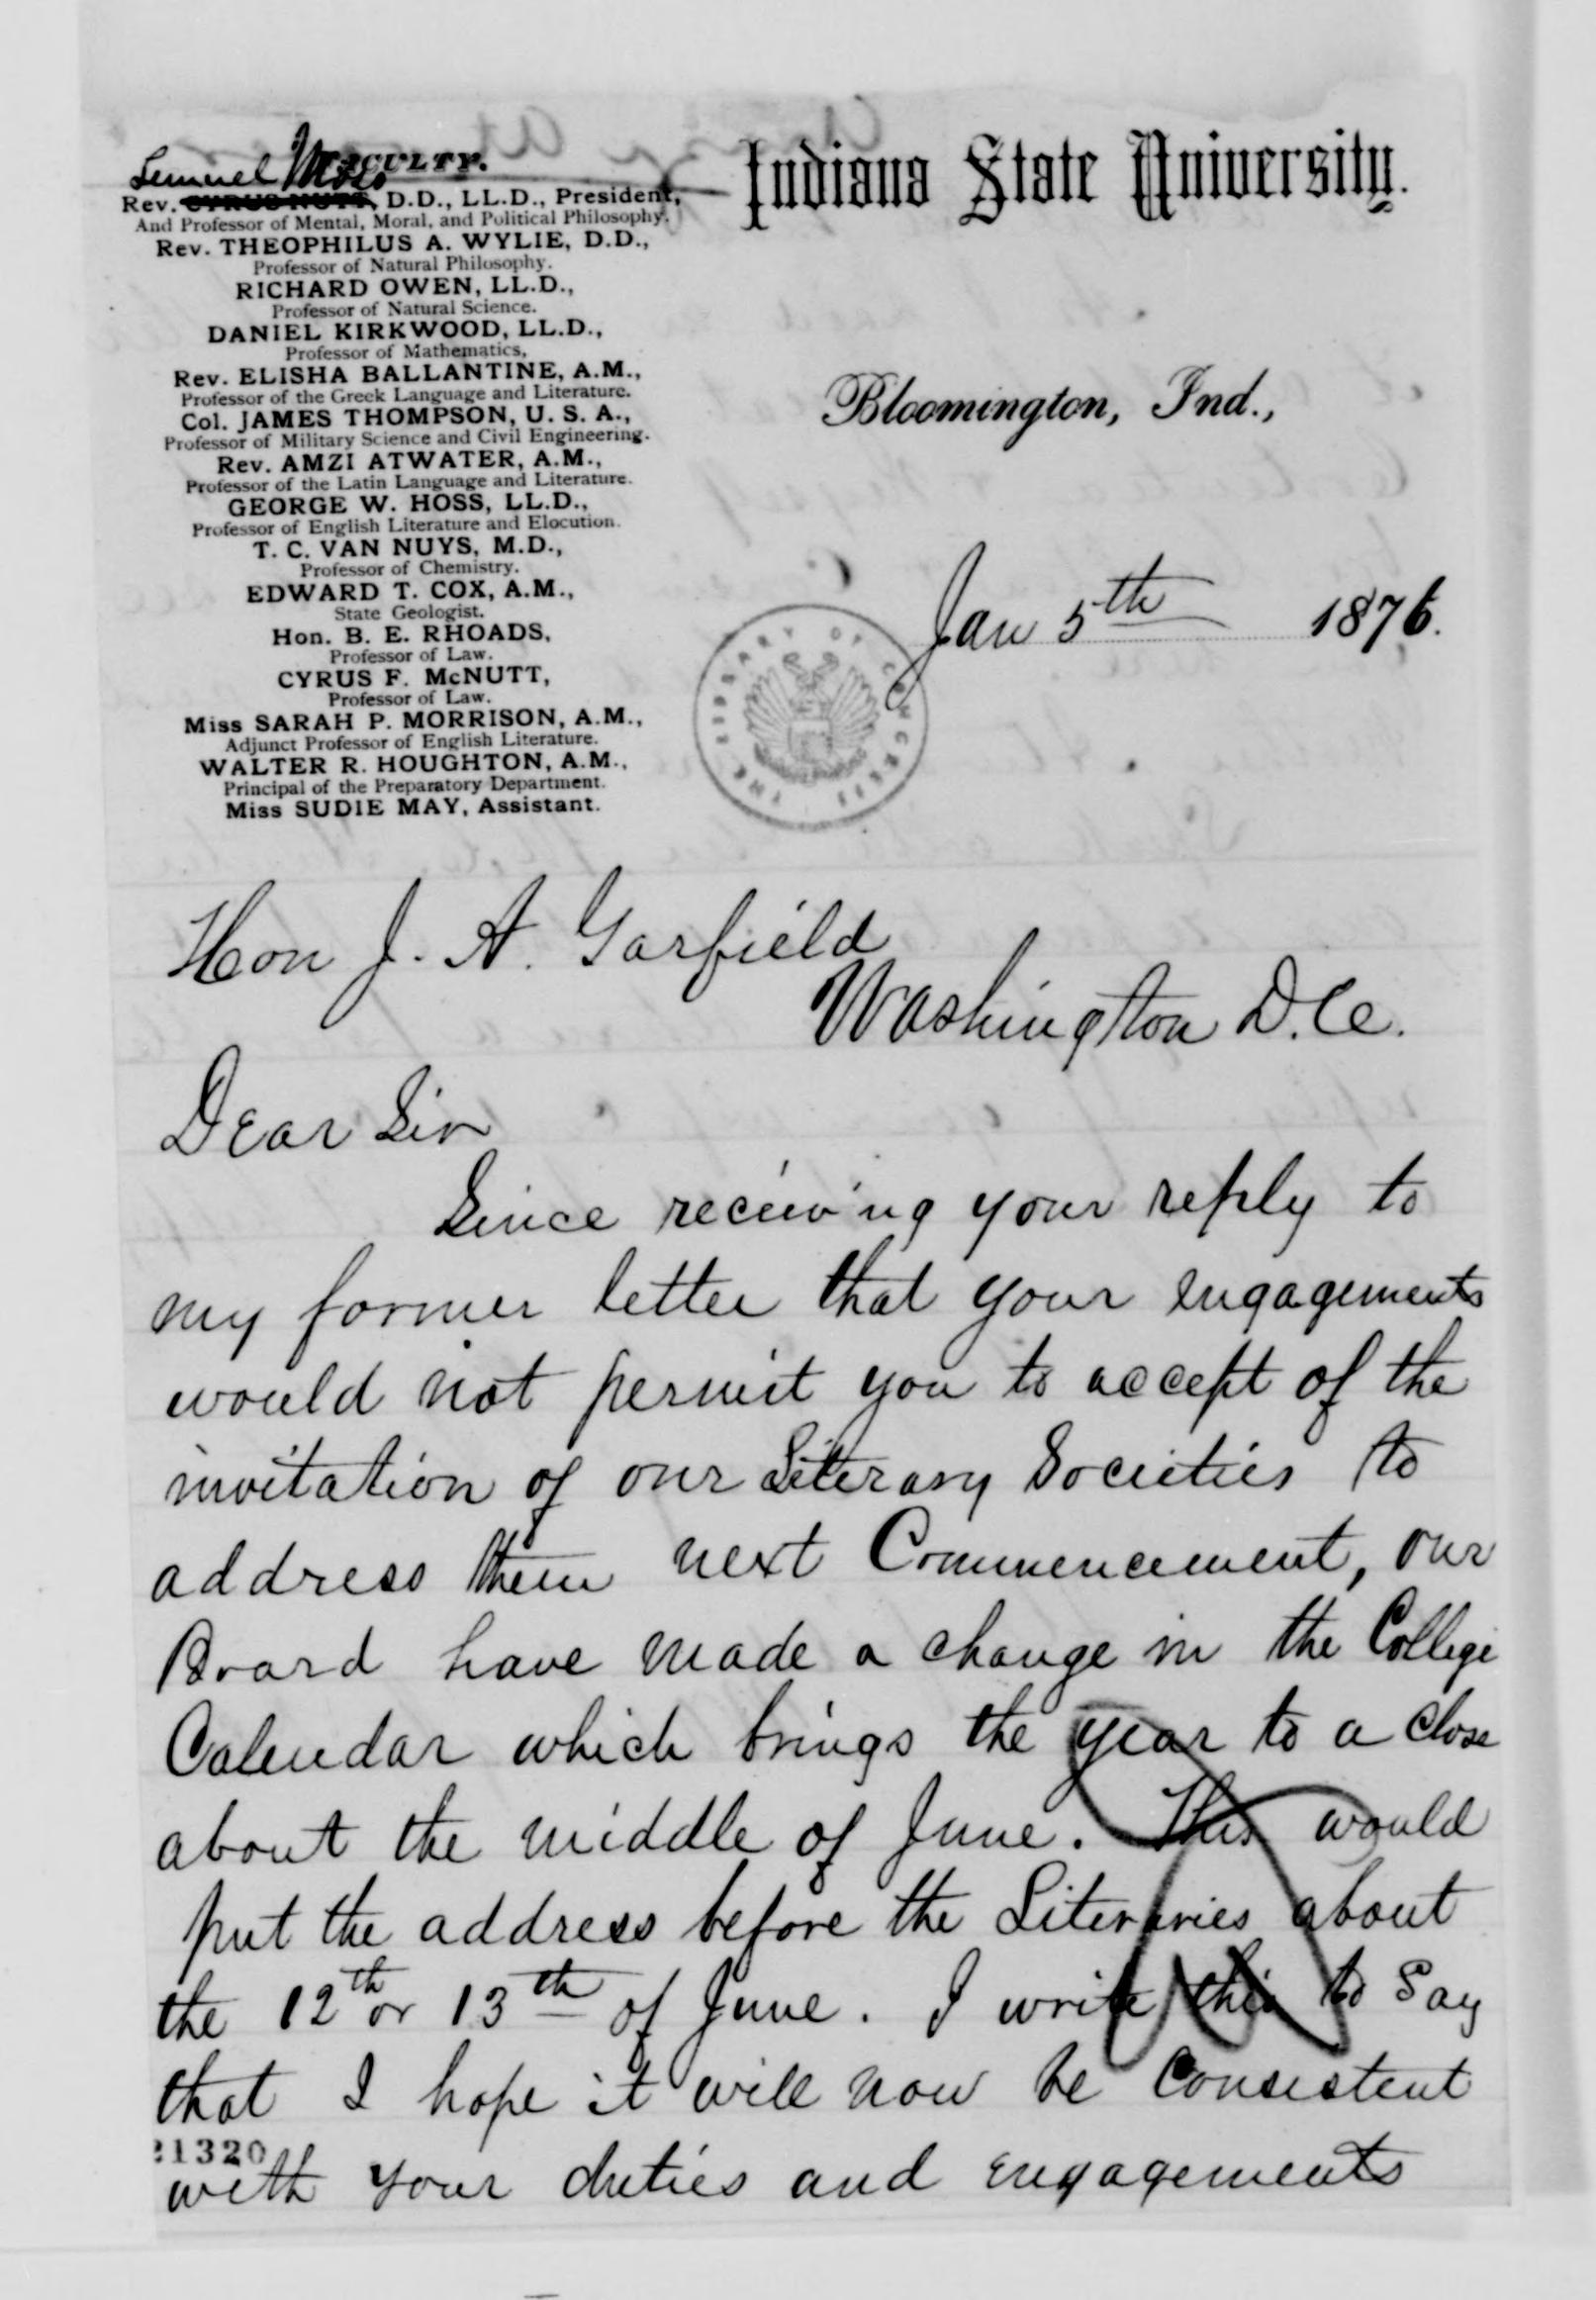 Indiana State University.
FACULTY.
Lemuel Moss
Rev. CYRUS NUTT, D.D., LL.D., President,
And Professor of Mental, Moral, and Political Philosophy.
Rev. THEOPHILUS A. WYLIE, D.D.,
Professor of Natural Philosophy.
RICHARD OWEN, LL.D.,
Professor of Natural Science.
DANIEL KIRKWOOD, LL.D.,
Professor of Mathematics,
Rev. ELISHA BALLANTINE, A.M.,
Professor of the Greek Language and Literature.
Col. JAMES THOMPSON, U. S. A.,
Professor of Military Science and Civil Engineering.
Rev. AMZI ATWATER, A.M.,
Professor of the Latin Language and Literature.
GEORGE W. HOSS, LL.D.,
Professor of English Literature and Elocution.
T. C. VAN NUYS, M.D.,
Professor of Chemistry.
EDWARD T. COX, A.M.,
State Geologist.
Hon. B. E. RHOADS,
Professor of Law.
CYRUS F. McNUTT,
Professor of Law.
Miss SARAH P. MORRISON, A.M.,
Adjunct Professor of English Literature.
WALTER R. HOUGHTON, A.M.,
Principal of the Preparatory Department.
Miss SUDIE MAY, Assistant.
Bloomington, Ind.,
Jan 5th 1876.
THE LIBRARY OF CONGRESS
Hon J. A. Garfield
Washington D.C.
Dear Sir
Since receiving your reply to
my former letter that your engagements
would not permit you to accept of the
invitation of our Literary Societies to
address them next Commencement, our
Board have made a change in the College
Calendar which brings the year to a close
about the middle of June. This would
put the address before the Literaries about
the 12th or 13th of June. I write this to say
that I hope it will now be consistent
21320
with your duties and engagements